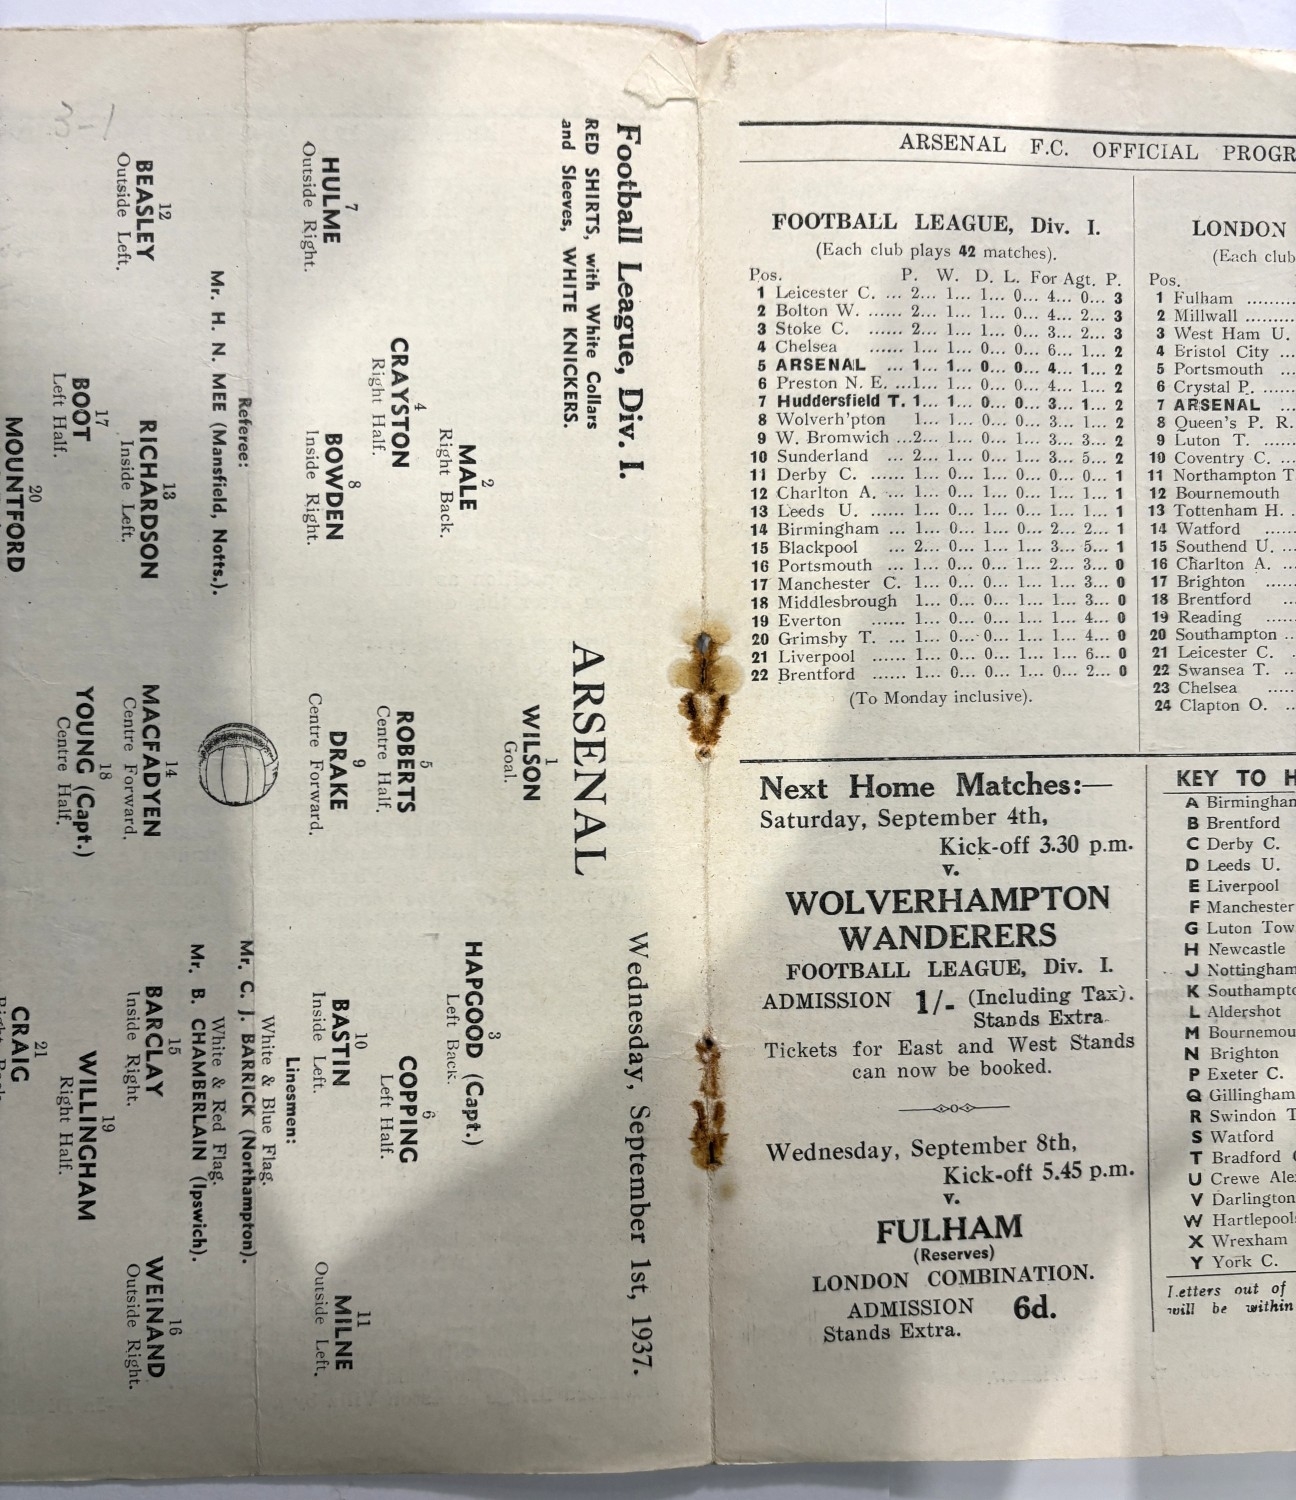 3-1
Football League, Div. I.
Wednesday, September 1st, 1937.
RED SHIRTS, with White Collars
and Sleeves, WHITE KNICKERS.
ARSENAL
1
WILSON
Goal.
2
MALE
Right Back.
3
HAPGOOD (Capt.)
Left Back.
4
CRAYSTON
Right Half.
5
ROBERTS
Centre Half.
6
COPPING
Left Half.
7
HULME
Outside Right.
8
BOWDEN
Inside Right.
9
DRAKE
Centre Forward.
10
BASTIN
Inside Left.
11
MILNE
Outside Left.
Referee:
Mr. H. N. MEE (Mansfield, Notts.).
Linesmen:
White & Blue Flag.
Mr. C. J. BARRICK (Northampton).
White & Red Flag.
Mr. B. CHAMBERLAIN (Ipswich).
12
BEASLEY
Outside Left.
13
RICHARDSON
Inside Left.
14
MACFADYEN
Centre Forward.
15
BARCLAY
Inside Right.
16
WEINAND
Outside Right.
17
BOOT
Left Half.
18
YOUNG (Capt.)
Centre Half.
19
WILLINGHAM
Right Half.
20
MOUNTFORD
21
CRAIG
ARSENAL F.C. OFFICIAL PROGR
FOOTBALL LEAGUE, Div. I.
(Each club plays 42 matches).
Pos. P. W. D. L. For Agt. P.
1 Leicester C. ... 2... 1... 1... 0... 4... 0... 3
2 Bolton W. ...... 2... 1... 1... 0... 4... 2... 3
3 Stoke C. ...... 2... 1... 1... 0... 3... 2... 3
4 Chelsea ...... 1... 1... 0... 0... 6... 1... 2
5 ARSENAL ... 1... 1... 0... 0... 4... 1... 2
6 Preston N. E. ...1... 1... 0... 0... 4... 1... 2
7 Huddersfield T. 1... 1... 0... 0... 3... 1... 2
8 Wolverh'pton 1... 1... 0... 0... 3... 1... 2
9 W. Bromwich ...2... 1... 0... 1... 3... 3... 2
10 Sunderland ... 2... 1... 0... 1... 3... 5... 2
11 Derby C. ...... 1... 0... 1... 0... 0... 0... 1
12 Charlton A. ... 1... 0... 1... 0... 1... 1... 1
13 Leeds U. ...... 1... 0... 1... 0... 1... 1... 1
14 Birmingham ... 1... 0... 1... 0... 2... 2... 1
15 Blackpool ... 2... 0... 1... 1... 3... 5... 1
16 Portsmouth ... 1... 0... 0... 1... 2... 3... 0
17 Manchester C. 1... 0... 0... 1... 1... 3... 0
18 Middlesbrough 1... 0... 0... 1... 1... 3... 0
19 Everton ...... 1... 0... 0... 1... 1... 4... 0
20 Grimsby T. ... 1... 0... 0... 1... 1... 4... 0
21 Liverpool ...... 1... 0... 0... 1... 1... 6... 0
22 Brentford ...... 1... 0... 0... 1... 0... 2... 0
(To Monday inclusive).
LONDON
(Each club
Pos.
1 Fulham ..........
2 Millwall ..........
3 West Ham U.
4 Bristol City ...
5 Portsmouth ...
6 Crystal P. ......
7 ARSENAL ...
8 Queen's P. R.
9 Luton T. ......
10 Coventry C. ...
11 Northampton T
12 Bournemouth
13 Tottenham H. .
14 Watford ......
15 Southend U. ...
16 Charlton A. ...
17 Brighton ......
18 Brentford ...
19 Reading ......
20 Southampton ..
21 Leicester C. .
22 Swansea T. ...
23 Chelsea ......
24 Clapton O. ...
Next Home Matches:—
Saturday, September 4th,
Kick-off 3.30 p.m.
v.
WOLVERHAMPTON
WANDERERS
FOOTBALL LEAGUE, Div. I.
ADMISSION 1/- (Including Tax).
Stands Extra
Tickets for East and West Stands
can now be booked.
Wednesday, September 8th,
Kick-off 5.45 p.m.
v.
FULHAM
(Reserves)
LONDON COMBINATION.
ADMISSION 6d.
Stands Extra.
KEY TO H
A Birmingham
B Brentford
C Derby C.
D Leeds U.
E Liverpool
F Manchester
G Luton Tow
H Newcastle
J Nottingham
K Southampto
L Aldershot
M Bournemou
N Brighton
P Exeter C.
Q Gillingham
R Swindon T
S Watford
T Bradford C
U Crewe Ale
V Darlington
W Hartlepool
X Wrexham
Y York C.
Letters out of
will be within